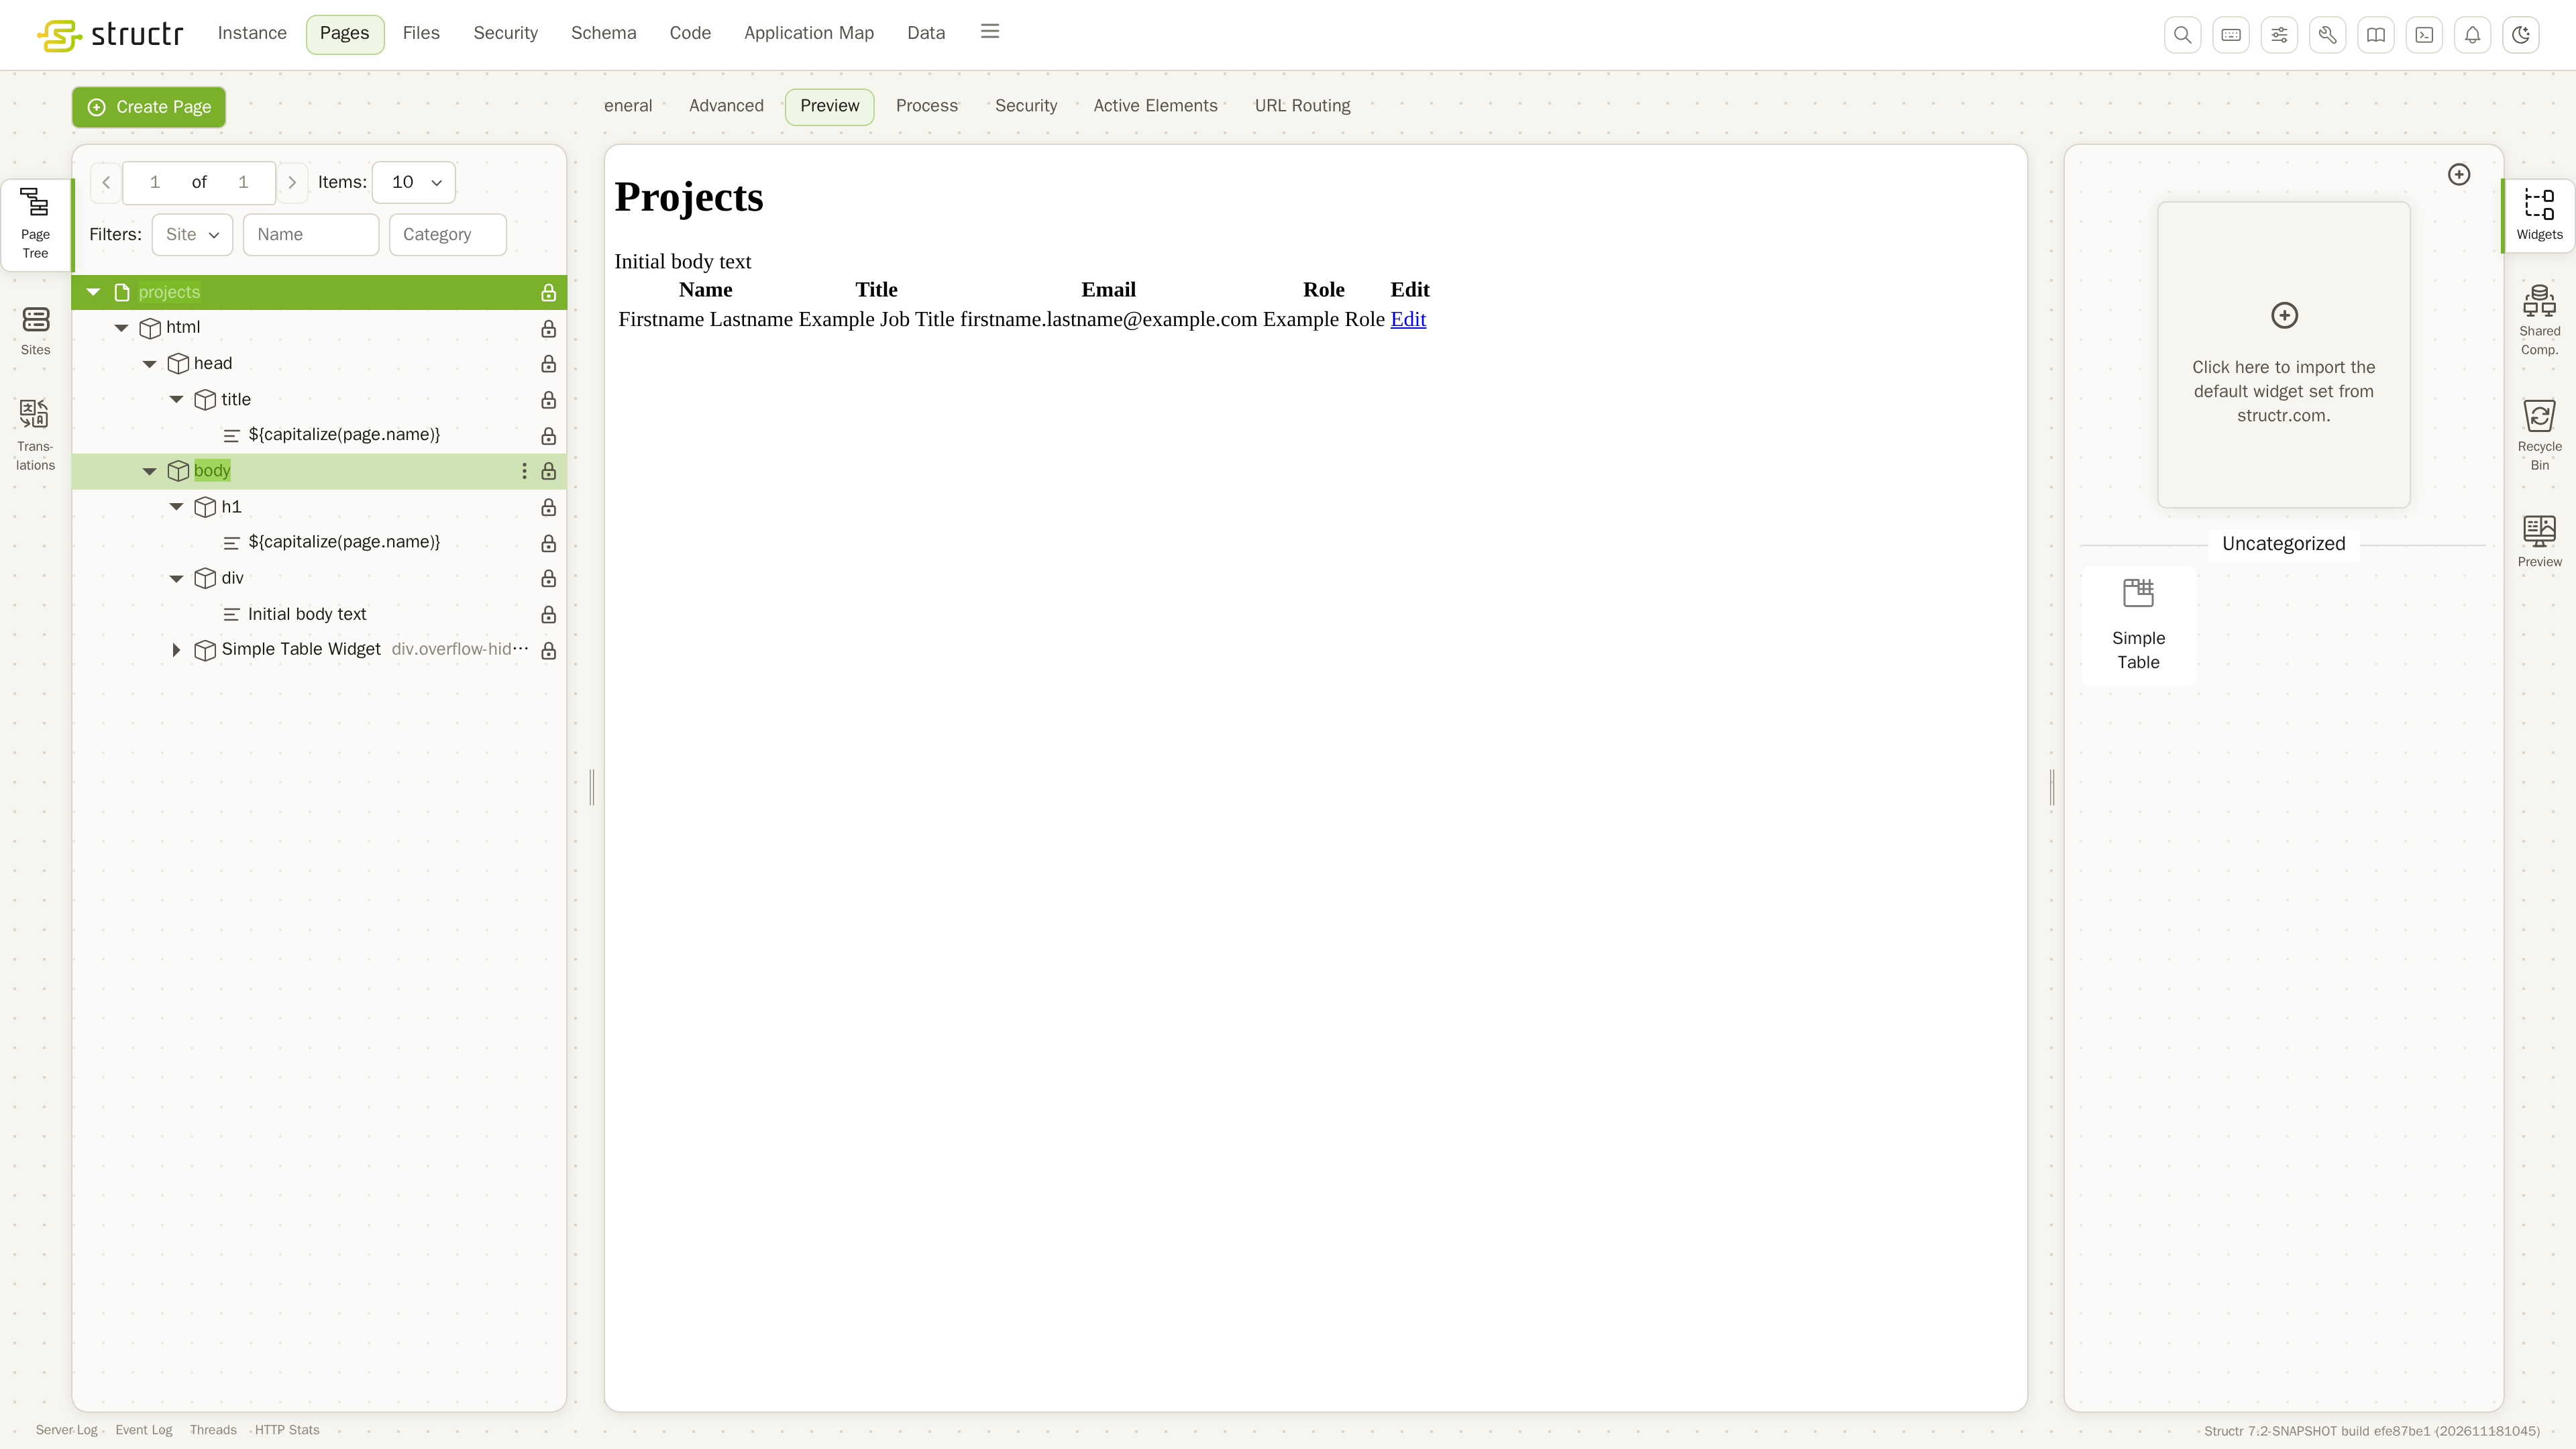 structr Instance Pages Files Security Schema Code Application Map Data
Create Page
eneral Advanced Preview Process Security Active Elements URL Routing
1 of 1 Items: 10
Filters: Site Name Category
Page
Tree
Sites
Trans-
lations
projects
html
head
title
${capitalize(page.name)}
body
h1
${capitalize(page.name)}
div
Initial body text
Simple Table Widget div.overflow-hid···
Projects
Initial body text
Name Title Email Role Edit
Firstname Lastname Example Job Title firstname.lastname@example.com Example Role Edit
Click here to import the
default widget set from
structr.com.
Uncategorized
Simple
Table
Widgets
Shared
Comp.
Recycle
Bin
Preview
Server Log Event Log Threads HTTP Stats
Structr 7.2-SNAPSHOT build efe87be1 (202611181045)